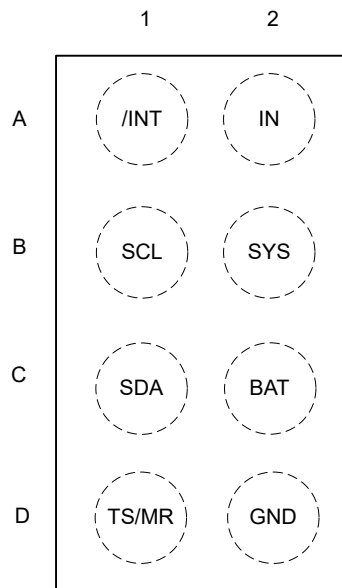 1 2
A /INT IN
B SCL SYS
C SDA BAT
D TS/MR GND